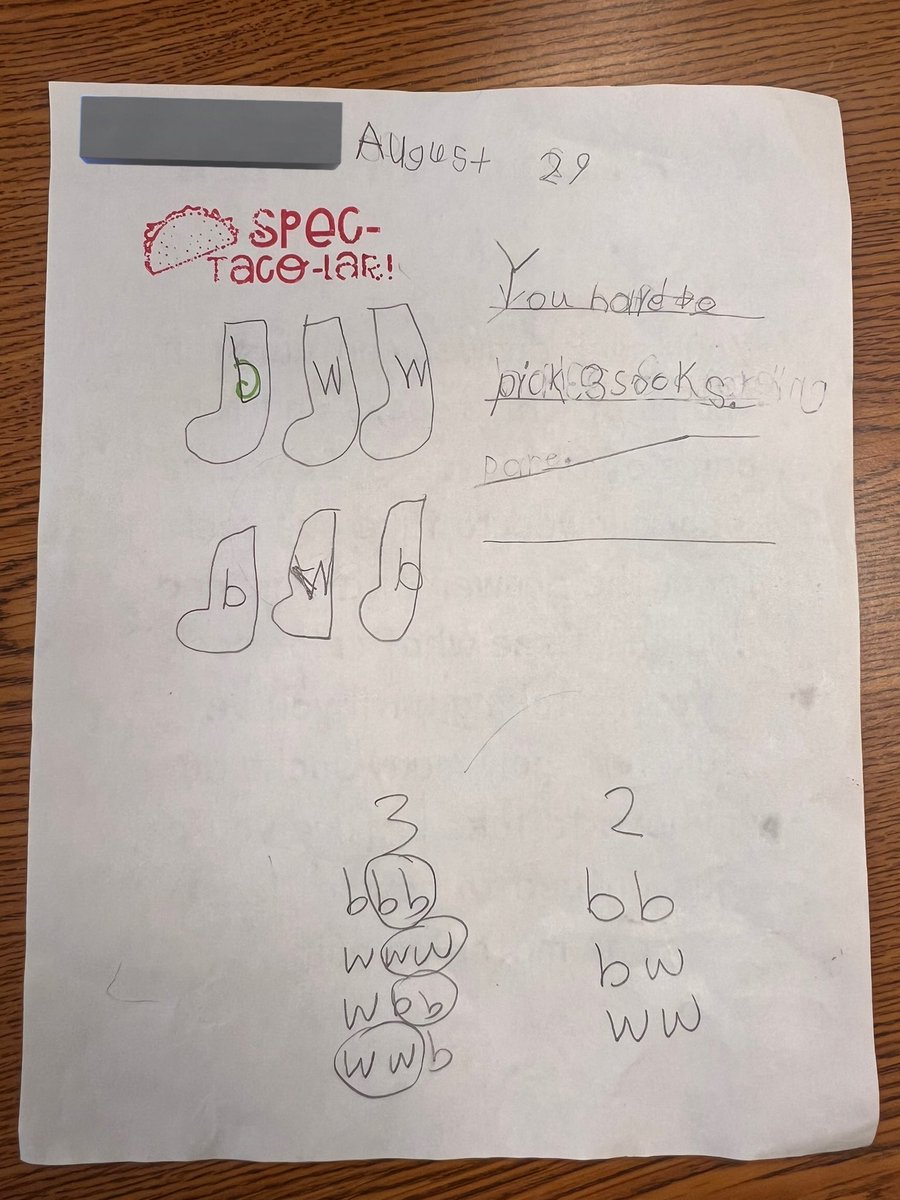 August 29
SPEC-
TACO-LAR!
b w w
Y
You hav to
pick 3 sooks.
pare.
b w b
3 2
bbb bb
www bw
wbb ww
wwb